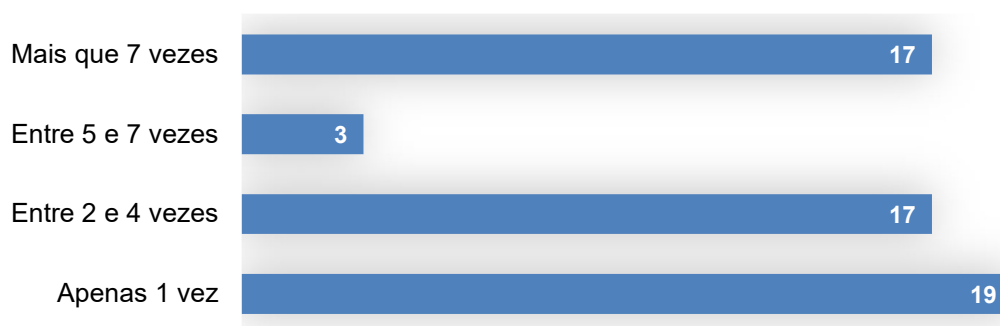 Mais que 7 vezes 17
Entre 5 e 7 vezes 3
Entre 2 e 4 vezes 17
Apenas 1 vez 19